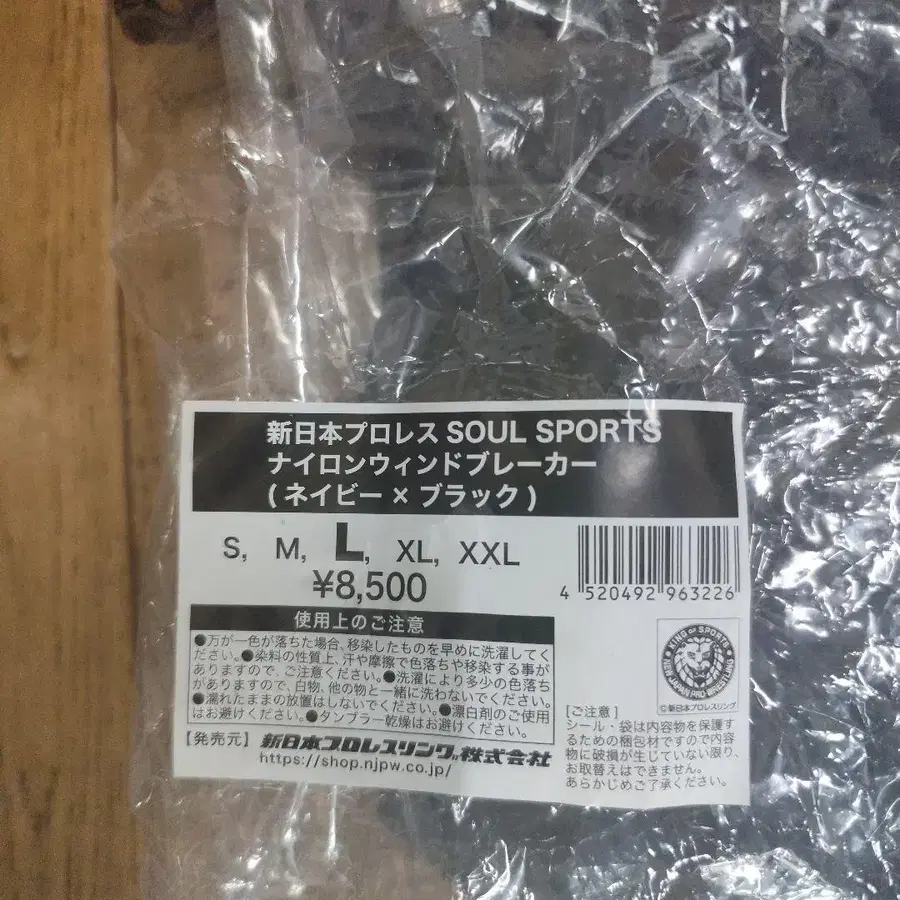 新日本プロレス SOUL SPORTS
ナイロンウィンドブレーカー
(ネイビー × ブラック)
S, M, L, XL, XXL
¥8,500
4 520492 963226
使用上のご注意
●万が一色が落ちた場合、移染したものを早めに洗濯してく
ださい。●染料の性質上、汗や摩擦で色落ちや移染する事が
ありますので、ご注意ください。●洗濯により多少の色落ち
がありますので、白物、他の物と一緒に洗わないでください。
●濡れたままの放置はしないでください。●漂白剤のご使用
はお避けください。●タンブラー乾燥はお避けください。
【発売元】 新日本プロレスリング㈱株式会社
https://shop.njpw.co.jp/
KING OF SPORTS
NEW JAPAN PRO-WRESTLING
©新日本プロレスリング
[ご注意]
シール・袋は内容物を保護す
るための梱包材ですので内容
物に破損が生じていない限り、
お取替えはできません。
あらかじめご了承ください。